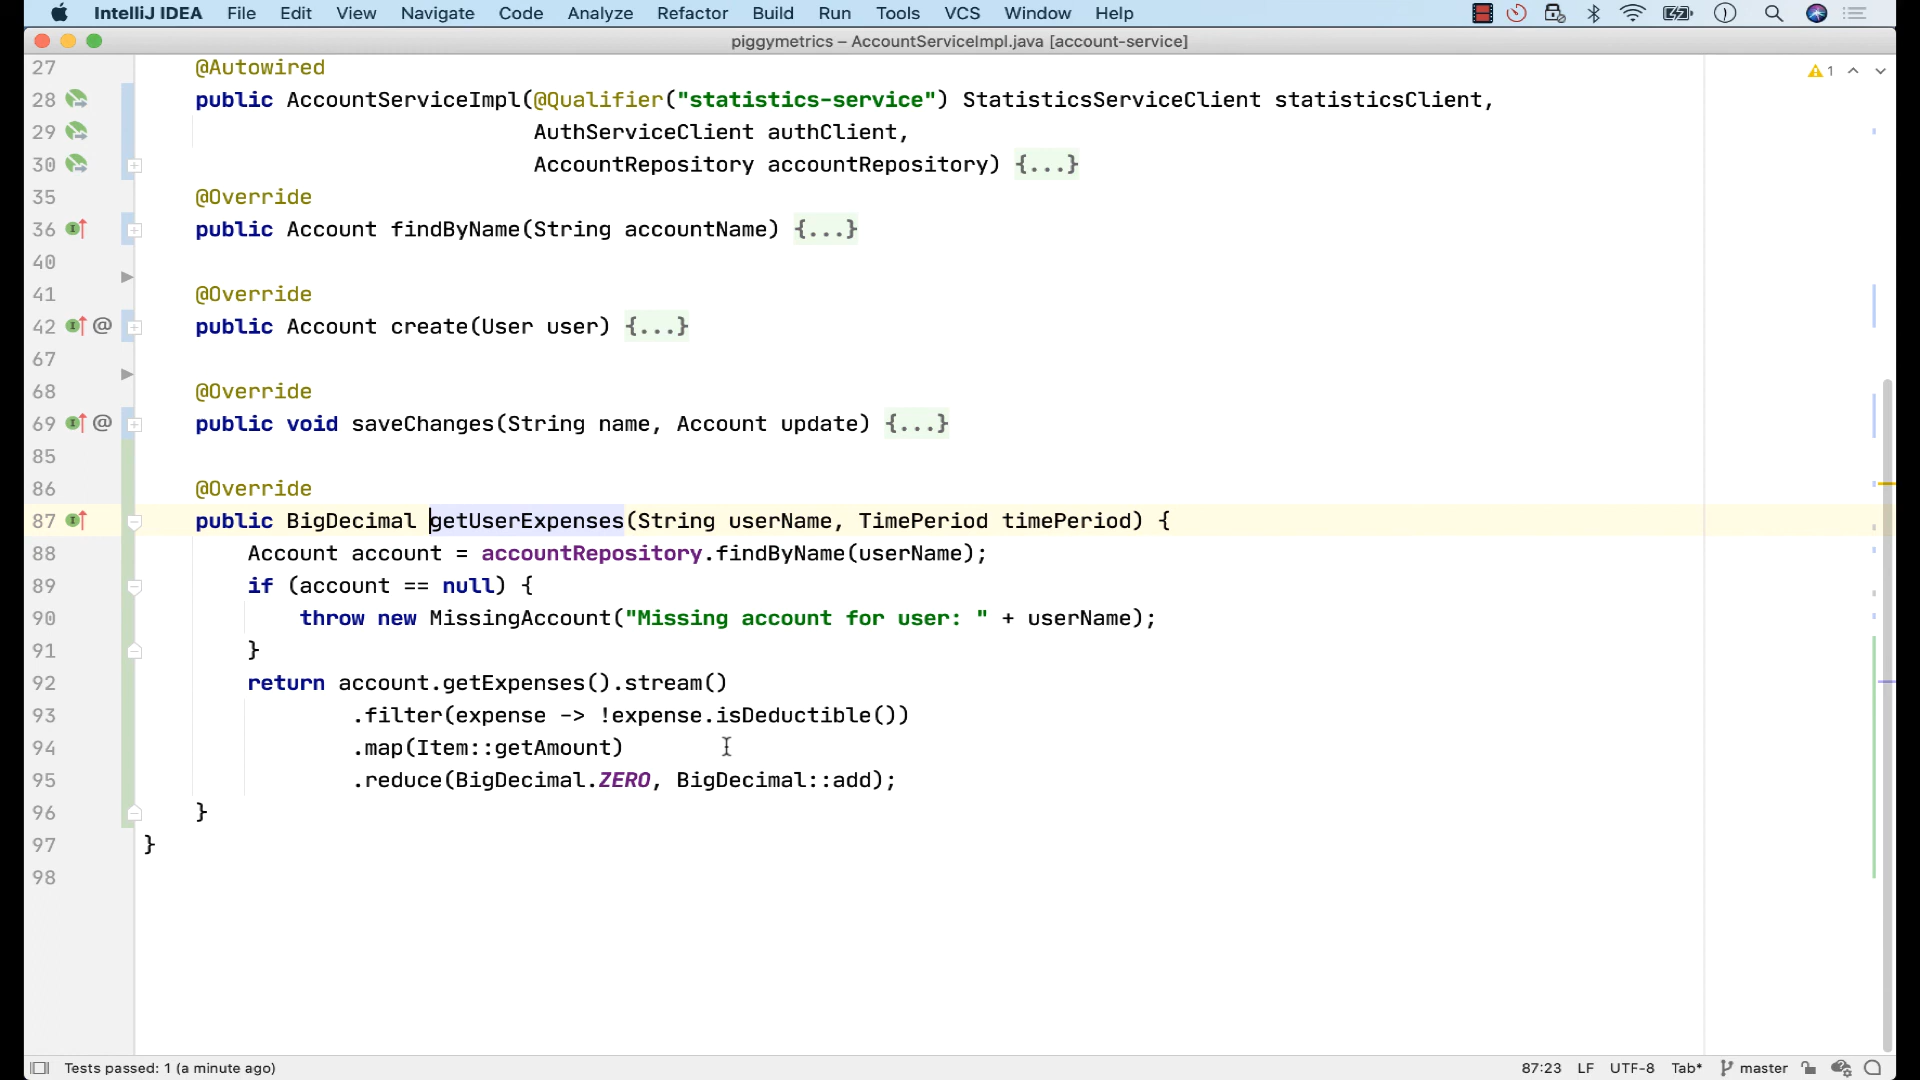 IntelliJ IDEA File Edit View Navigate Code Analyze Refactor Build Run Tools VCS Window Help
piggymetrics – AccountServiceImpl.java [account-service]
27 @Autowired
28 public AccountServiceImpl(@Qualifier("statistics-service") StatisticsServiceClient statisticsClient,
29 AuthServiceClient authClient,
30 AccountRepository accountRepository) {...}
35 @Override
36 public Account findByName(String accountName) {...}
40
41 @Override
42 @ public Account create(User user) {...}
67
68 @Override
69 @ public void saveChanges(String name, Account update) {...}
85
86 @Override
87 public BigDecimal getUserExpenses(String userName, TimePeriod timePeriod) {
88 Account account = accountRepository.findByName(userName);
89 if (account == null) {
90 throw new MissingAccount("Missing account for user: " + userName);
91 }
92 return account.getExpenses().stream()
93 .filter(expense -> !expense.isDeductible())
94 .map(Item::getAmount)
95 .reduce(BigDecimal.ZERO, BigDecimal::add);
96 }
97 }
98
1
Tests passed: 1 (a minute ago) 87:23 LF UTF-8 Tab* master